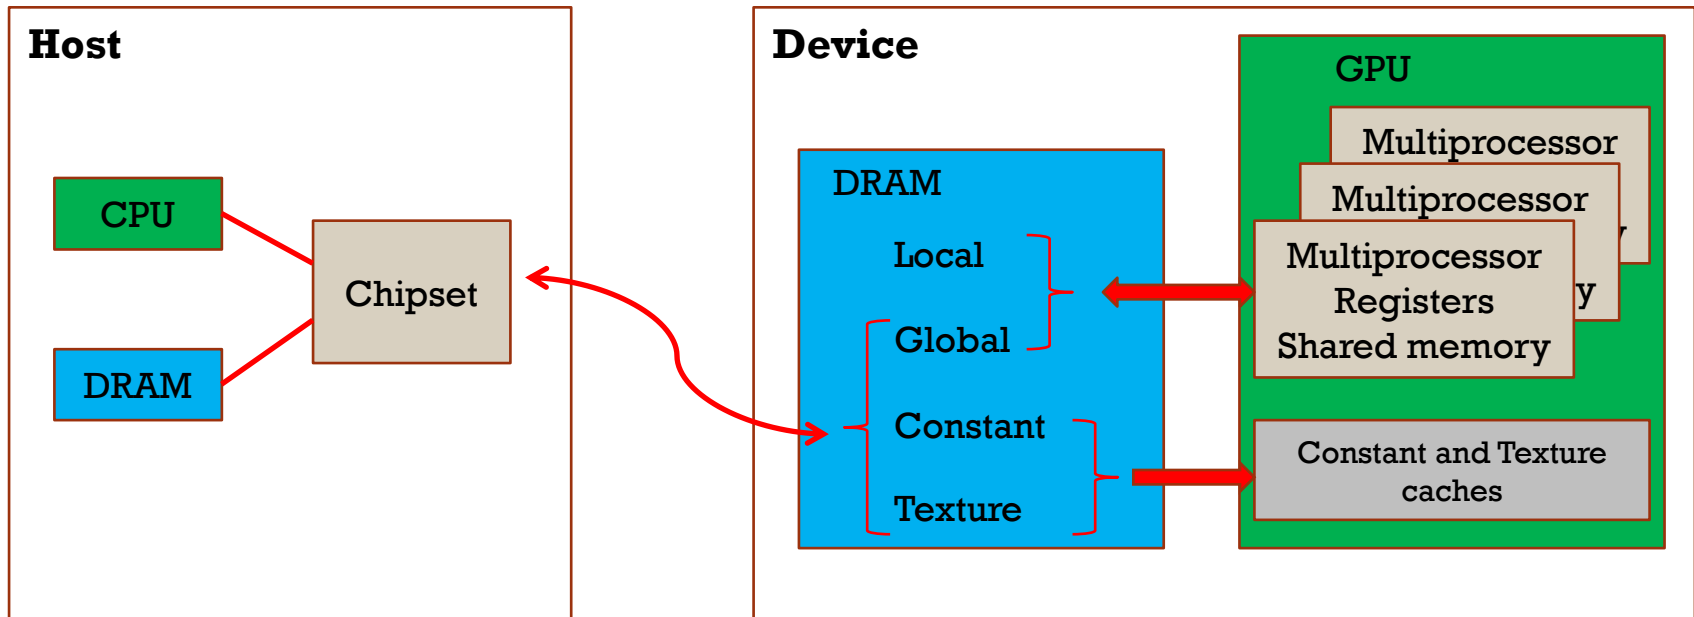 Host
CPU
Chipset
DRAM
Device
DRAM
Local
Global
Constant
Texture
GPU
Multiprocessor
Multiprocessor
y
Multiprocessor
Registers
Shared memory
y
Constant and Texture
caches